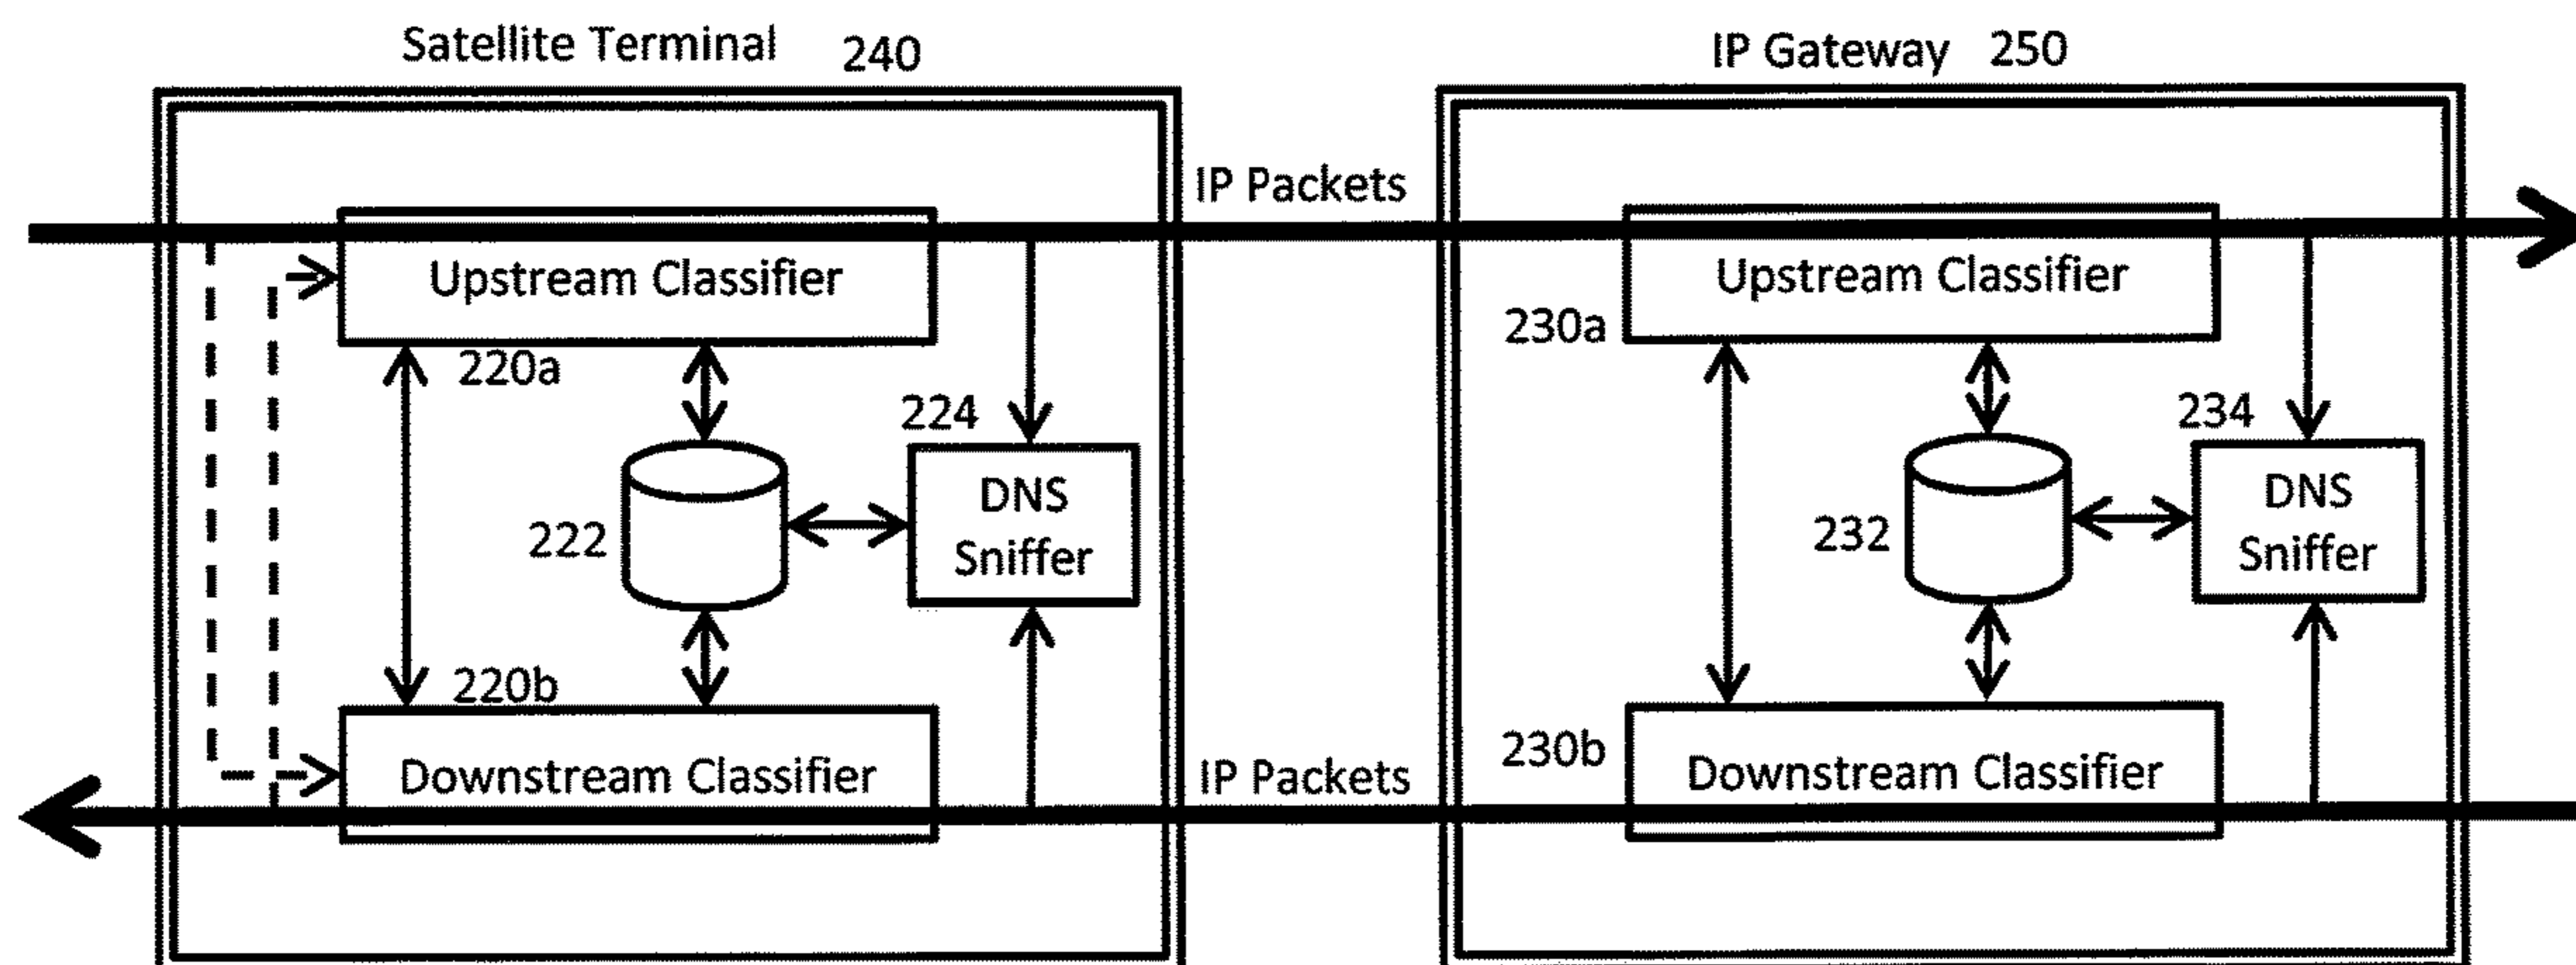 Satellite Terminal 240
IP Gateway 250
IP Packets
Upstream Classifier
Upstream Classifier
230a
220a
224
234
DNS
Sniffer
DNS
Sniffer
222
232
220b
230b
Downstream Classifier
IP Packets
Downstream Classifier